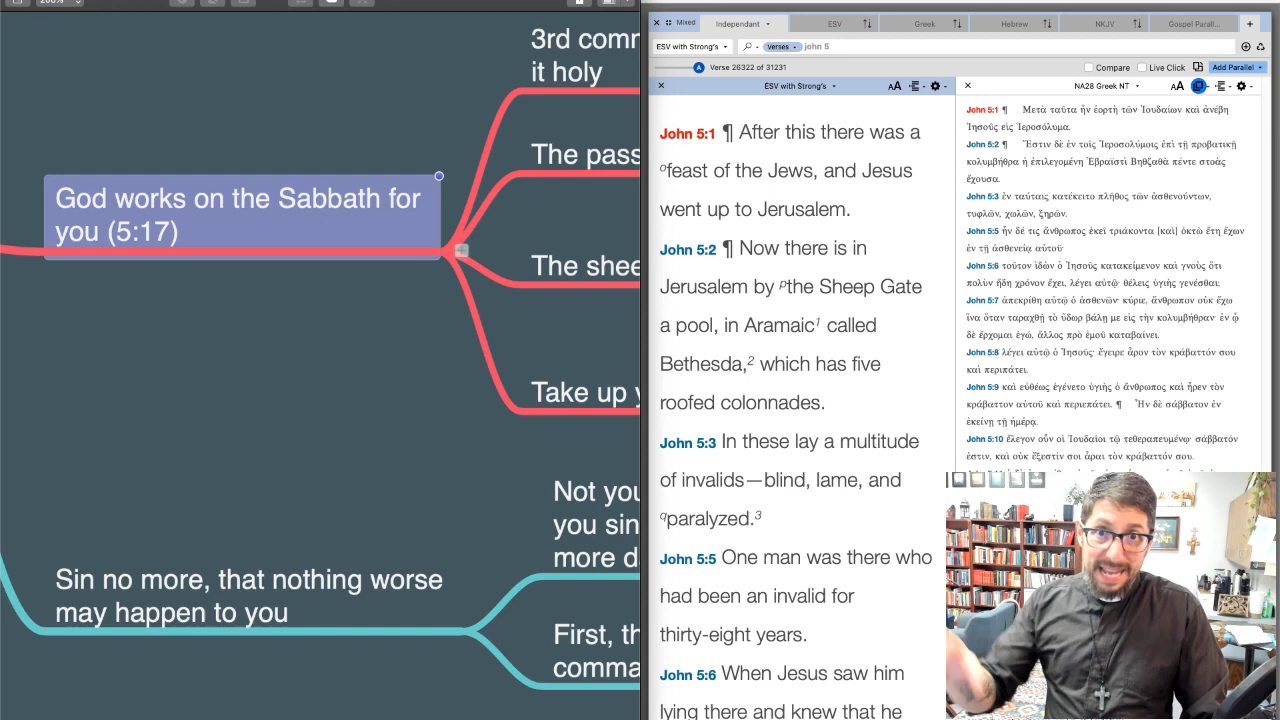 200%
3rd comm
it holy
The pass
God works on the Sabbath for
you (5:17)
The shee
Take up y
Not you
you sin
more d
Sin no more, that nothing worse
may happen to you
First, th
comma
Mixed
Independant
ESV
Greek
Hebrew
NKJV
Gospel Parall...
ESV with Strong's
Verses
john 5
Verse 26322 of 31231
Compare
Live Click
Add Parallel
ESV with Strong's
AA
John 5:1 ¶ After this there was a
ofeast of the Jews, and Jesus
went up to Jerusalem.
John 5:2 ¶ Now there is in
Jerusalem by pthe Sheep Gate
a pool, in Aramaic1 called
Bethesda,2 which has five
roofed colonnades.
John 5:3 In these lay a multitude
of invalids—blind, lame, and
qparalyzed.3
John 5:5 One man was there who
had been an invalid for
thirty-eight years.
John 5:6 When Jesus saw him
lying there and knew that he
NA28 Greek NT
AA
John 5:1 ¶ Μετὰ ταῦτα ἦν ἑορτὴ τῶν Ἰουδαίων καὶ ἀνέβη
Ἰησοῦς εἰς Ἱεροσόλυμα.
John 5:2 ¶ Ἔστιν δὲ ἐν τοῖς Ἱεροσολύμοις ἐπὶ τῇ προβατικῇ
κολυμβήθρα ἡ ἐπιλεγομένη Ἑβραϊστὶ Βηθζαθὰ πέντε στοὰς
ἔχουσα.
John 5:3 ἐν ταύταις κατέκειτο πλῆθος τῶν ἀσθενούντων,
τυφλῶν, χωλῶν, ξηρῶν.
John 5:5 ἦν δέ τις ἄνθρωπος ἐκεῖ τριάκοντα [καὶ] ὀκτὼ ἔτη ἔχων
ἐν τῇ ἀσθενείᾳ αὐτοῦ·
John 5:6 τοῦτον ἰδὼν ὁ Ἰησοῦς κατακείμενον καὶ γνοὺς ὅτι
πολὺν ἤδη χρόνον ἔχει, λέγει αὐτῷ· θέλεις ὑγιὴς γενέσθαι;
John 5:7 ἀπεκρίθη αὐτῷ ὁ ἀσθενῶν· κύριε, ἄνθρωπον οὐκ ἔχω
ἵνα ὅταν ταραχθῇ τὸ ὕδωρ βάλῃ με εἰς τὴν κολυμβήθραν· ἐν ᾧ
δὲ ἔρχομαι ἐγώ, ἄλλος πρὸ ἐμοῦ καταβαίνει.
John 5:8 λέγει αὐτῷ ὁ Ἰησοῦς· ἔγειρε ἆρον τὸν κράβαττόν σου
καὶ περιπάτει.
John 5:9 καὶ εὐθέως ἐγένετο ὑγιὴς ὁ ἄνθρωπος καὶ ἦρεν τὸν
κράβαττον αὐτοῦ καὶ περιεπάτει. ¶ Ἦν δὲ σάββατον ἐν
ἐκείνῃ τῇ ἡμέρᾳ.
John 5:10 ἔλεγον οὖν οἱ Ἰουδαῖοι τῷ τεθεραπευμένῳ· σάββατόν
ἐστιν, καὶ οὐκ ἔξεστίν σοι ἆραι τὸν κράβαττόν σου.